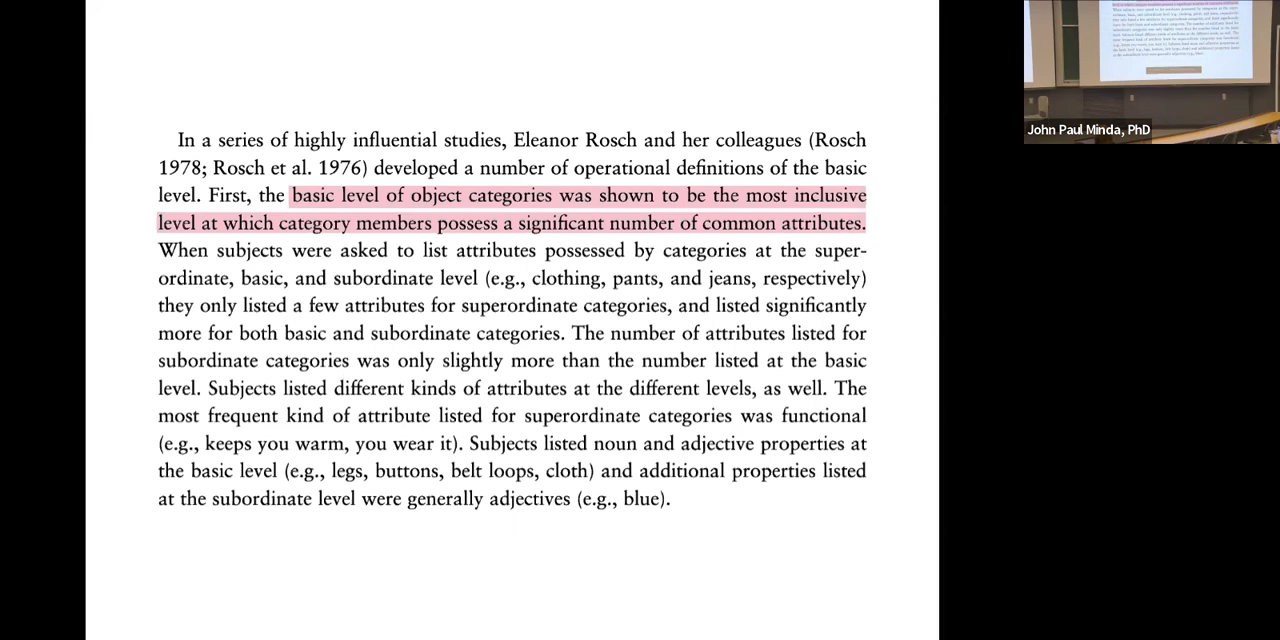 In a series of highly influential studies, Eleanor Rosch and her colleagues (Rosch
1978; Rosch et al. 1976) developed a number of operational definitions of the basic
level. First, the basic level of object categories was shown to be the most inclusive
level at which category members possess a significant number of common attributes.
When subjects were asked to list attributes possessed by categories at the super-
ordinate, basic, and subordinate level (e.g., clothing, pants, and jeans, respectively)
they only listed a few attributes for superordinate categories, and listed significantly
more for both basic and subordinate categories. The number of attributes listed for
subordinate categories was only slightly more than the number listed at the basic
level. Subjects listed different kinds of attributes at the different levels, as well. The
most frequent kind of attribute listed for superordinate categories was functional
(e.g., keeps you warm, you wear it). Subjects listed noun and adjective properties at
the basic level (e.g., legs, buttons, belt loops, cloth) and additional properties listed
at the subordinate level were generally adjectives (e.g., blue).
John Paul Minda, PhD